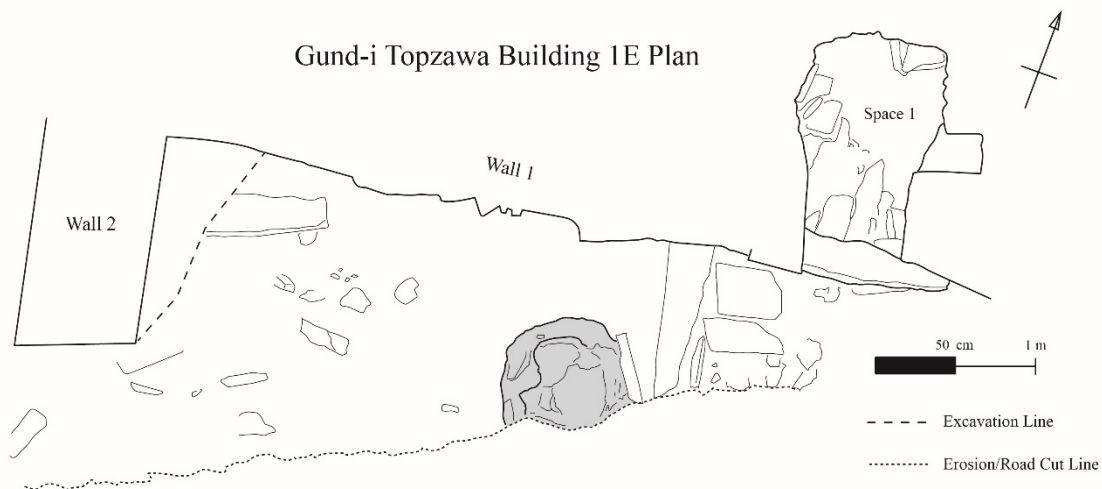 Gund-i Topzawa Building 1E Plan
Space 1
Wall 1
Wall 2
50 cm 1 m
Excavation Line
Erosion/Road Cut Line